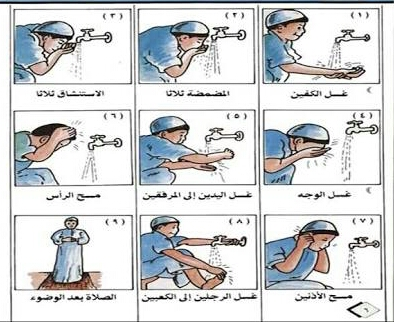 (١)
غسل الكفين
(٢)
المضمضة ثلاثا
(٣)
الاستنشاق ثلاثا
(٤)
غسل الوجه
(٥)
غسل اليدين إلى المرفقين
(٦)
مسح الرأس
(٧)
مسح الأذنين
(٨)
غسل الرجلين إلى الكعبين
(٩)
الصلاة بعد الوضوء
٦